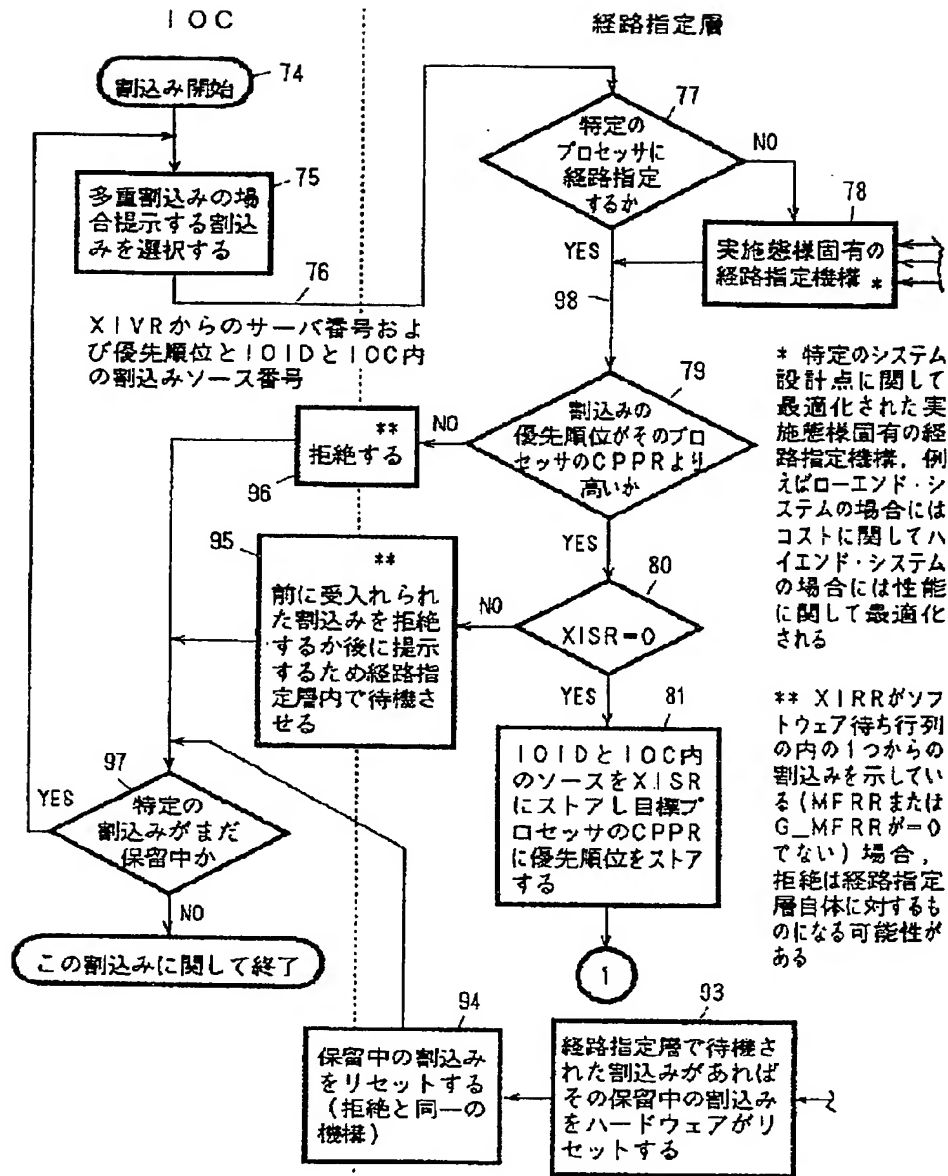 IOC
経路指定層
割込み開始
74
多重割込みの場
合提示する割込
みを選択する
75
76
XIVRからのサーバ番号およ
び優先順位とIOIDとIOC内
の割込みソース番号
特定の
プロセッサに
経路指定
するか
77
NO
YES
78
実施態様固有の
経路指定機構 *
98
* 特定のシステム
設計点に関して
最適化された実
施態様固有の経
路指定機構. 例
えばローエンド・シ
ステムの場合には
コストに関してハ
イエンド・システム
の場合には性能
に関して最適化
される
割込みの
優先順位がそのプロ
セッサのCPPRより
高いか
79
NO
YES
**
拒絶する
96
80
XISR=0
NO
YES
95
**
前に受入れられ
た割込みを拒絶
するか後に提示
するため経路指
定層内で待機さ
せる
81
IOIDとIOC内
のソースをXISR
にストアし目標プ
ロセッサのCPPR
に優先順位をストア
する
1
** XIRRがソフ
トウェア待ち行列
の内の1つからの
割込みを示してい
る(MFRRまたは
G_MFRRが=0
でない)場合,
拒絶は経路指定
層自体に対するも
のになる可能性が
ある
97
YES
特定の
割込みがまだ
保留中か
NO
この割込みに関して終了
94
保留中の割込み
をリセットする
(拒絶と同一の
機構)
93
経路指定層で待機さ
れた割込みがあれば
その保留中の割込み
をハードウェアがリ
セットする